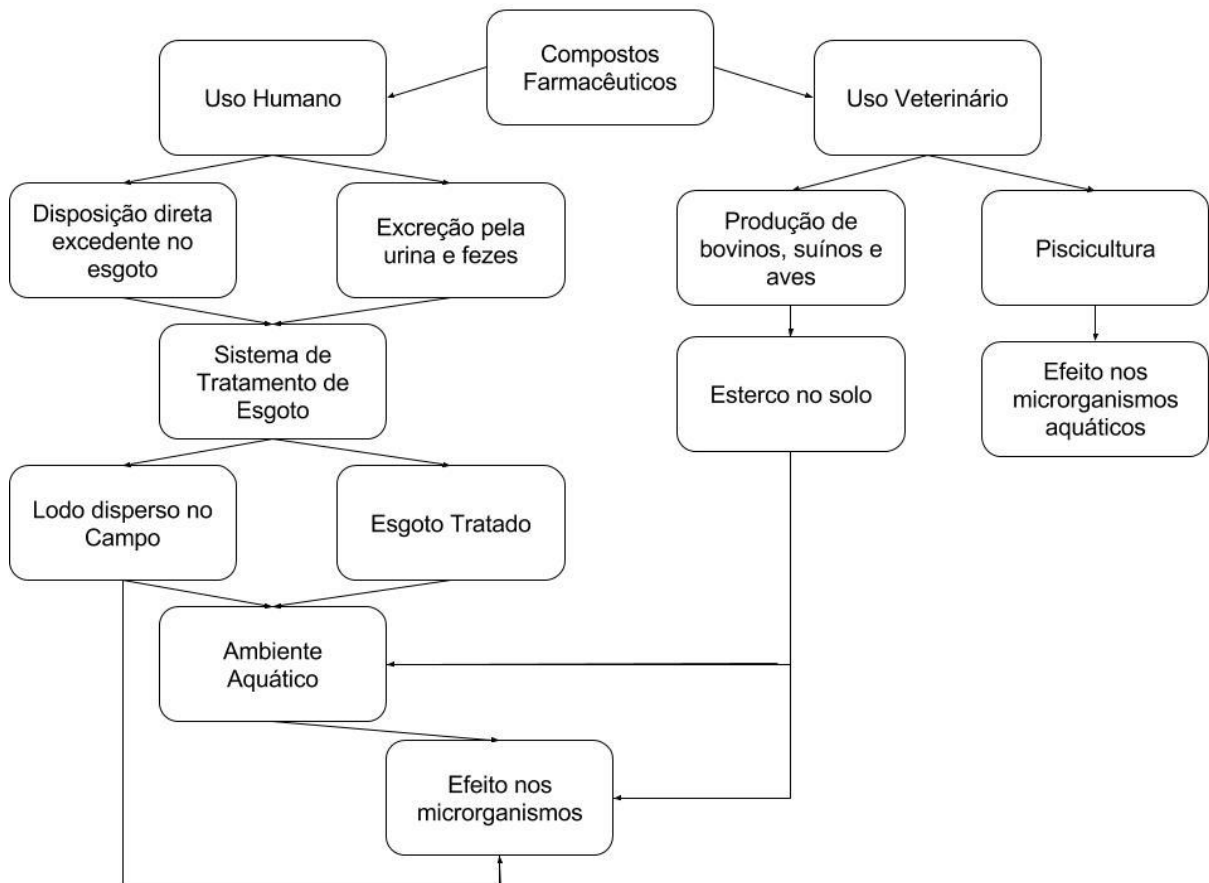 Compostos
Farmacêuticos
Uso Humano
Uso Veterinário
Disposição direta
excedente no
esgoto
Excreção pela
urina e fezes
Produção de
bovinos, suínos e
aves
Piscicultura
Sistema de
Tratamento de
Esgoto
Esterco no solo
Efeito nos
microrganismos
aquáticos
Lodo disperso no
Campo
Esgoto Tratado
Ambiente
Aquático
Efeito nos
microrganismos